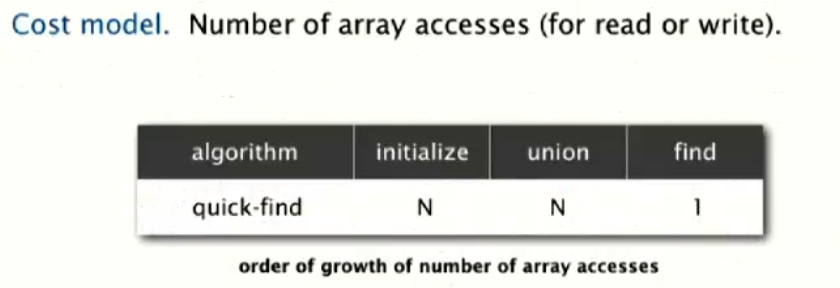 Cost model. Number of array accesses (for read or write).
algorithm initialize union find
quick-find N N 1
order of growth of number of array accesses